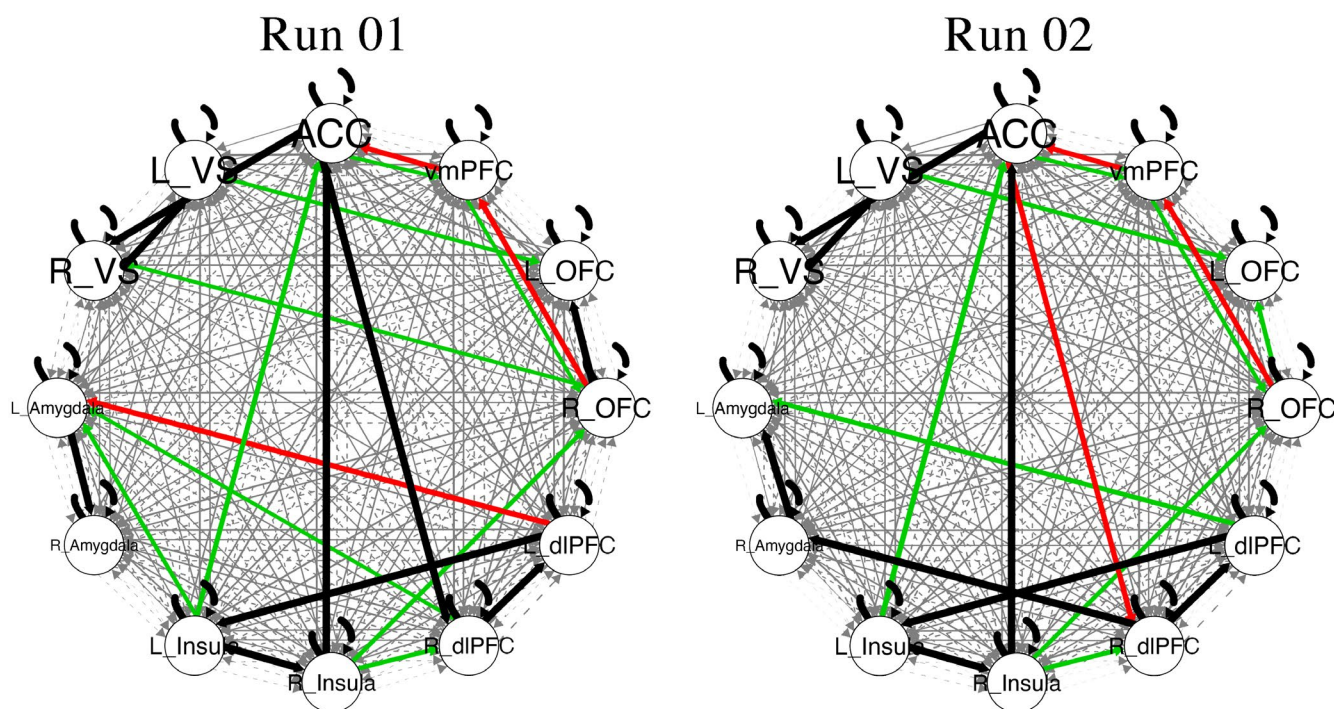 Run 01
ACC
L_VS
vmPFC
R_VS
L_OFC
L_Amygdala
R_OFC
R_Amygdala
L_dlPFC
L_Insula
R_dlPFC
R_Insula
Run 02
ACC
L_VS
vmPFC
R_VS
L_OFC
L_Amygdala
R_OFC
R_Amygdala
L_dlPFC
L_Insula
R_dlPFC
R_Insula